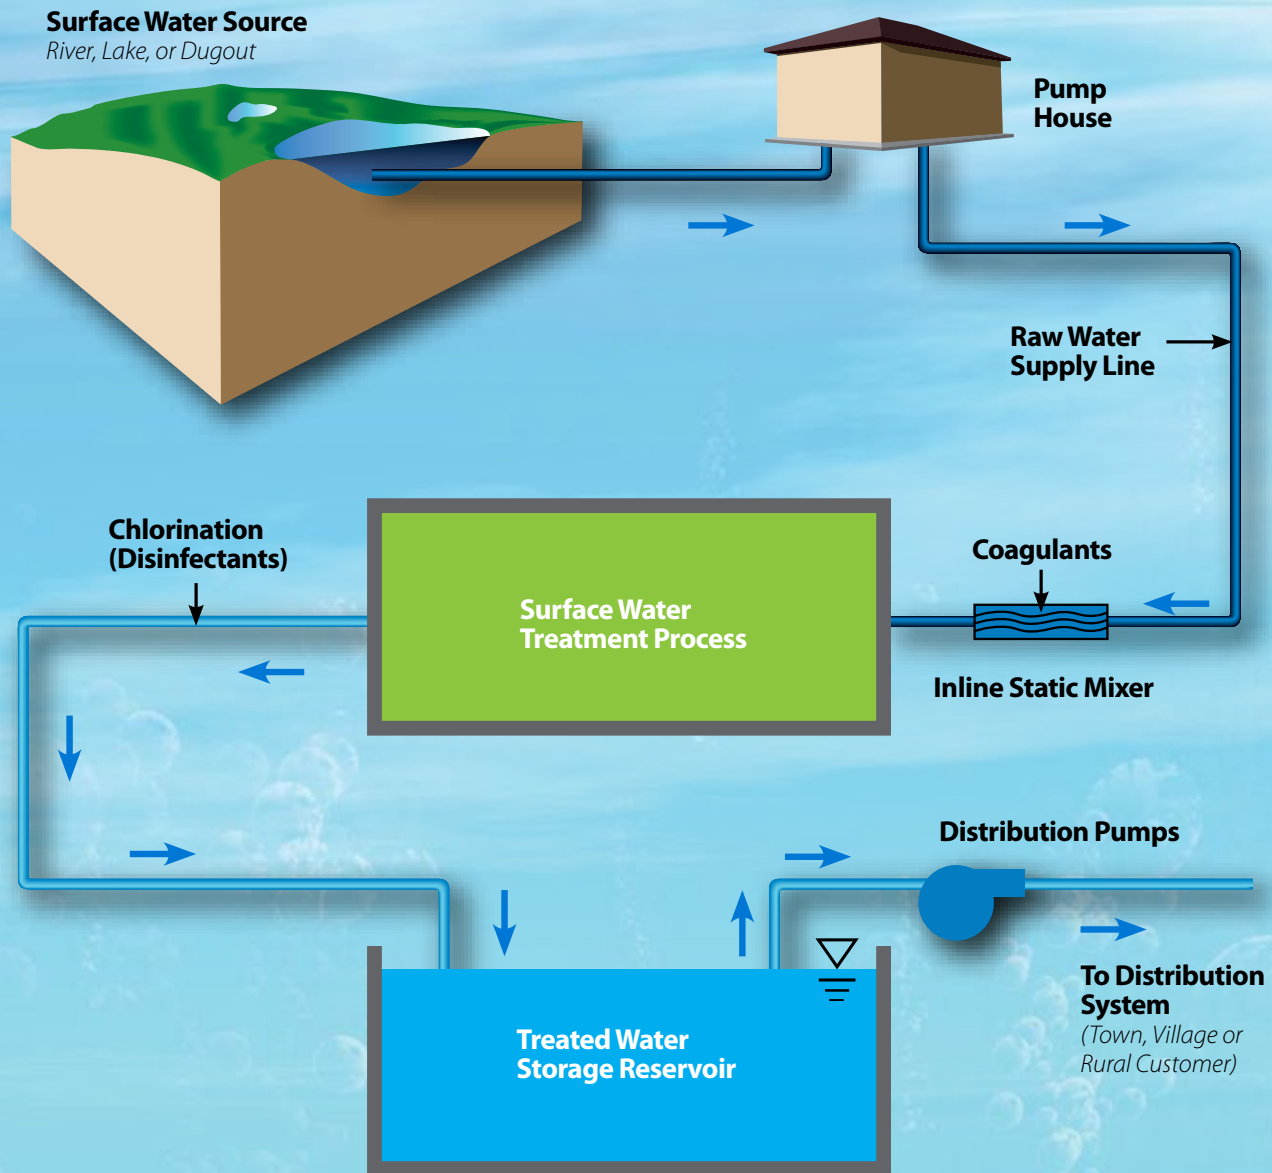 Surface Water Source
River, Lake, or Dugout
Pump
House
Raw Water
Supply Line
Chlorination
(Disinfectants)
Coagulants
Surface Water
Treatment Process
Inline Static Mixer
Distribution Pumps
To Distribution
System
(Town, Village or
Rural Customer)
Treated Water
Storage Reservoir